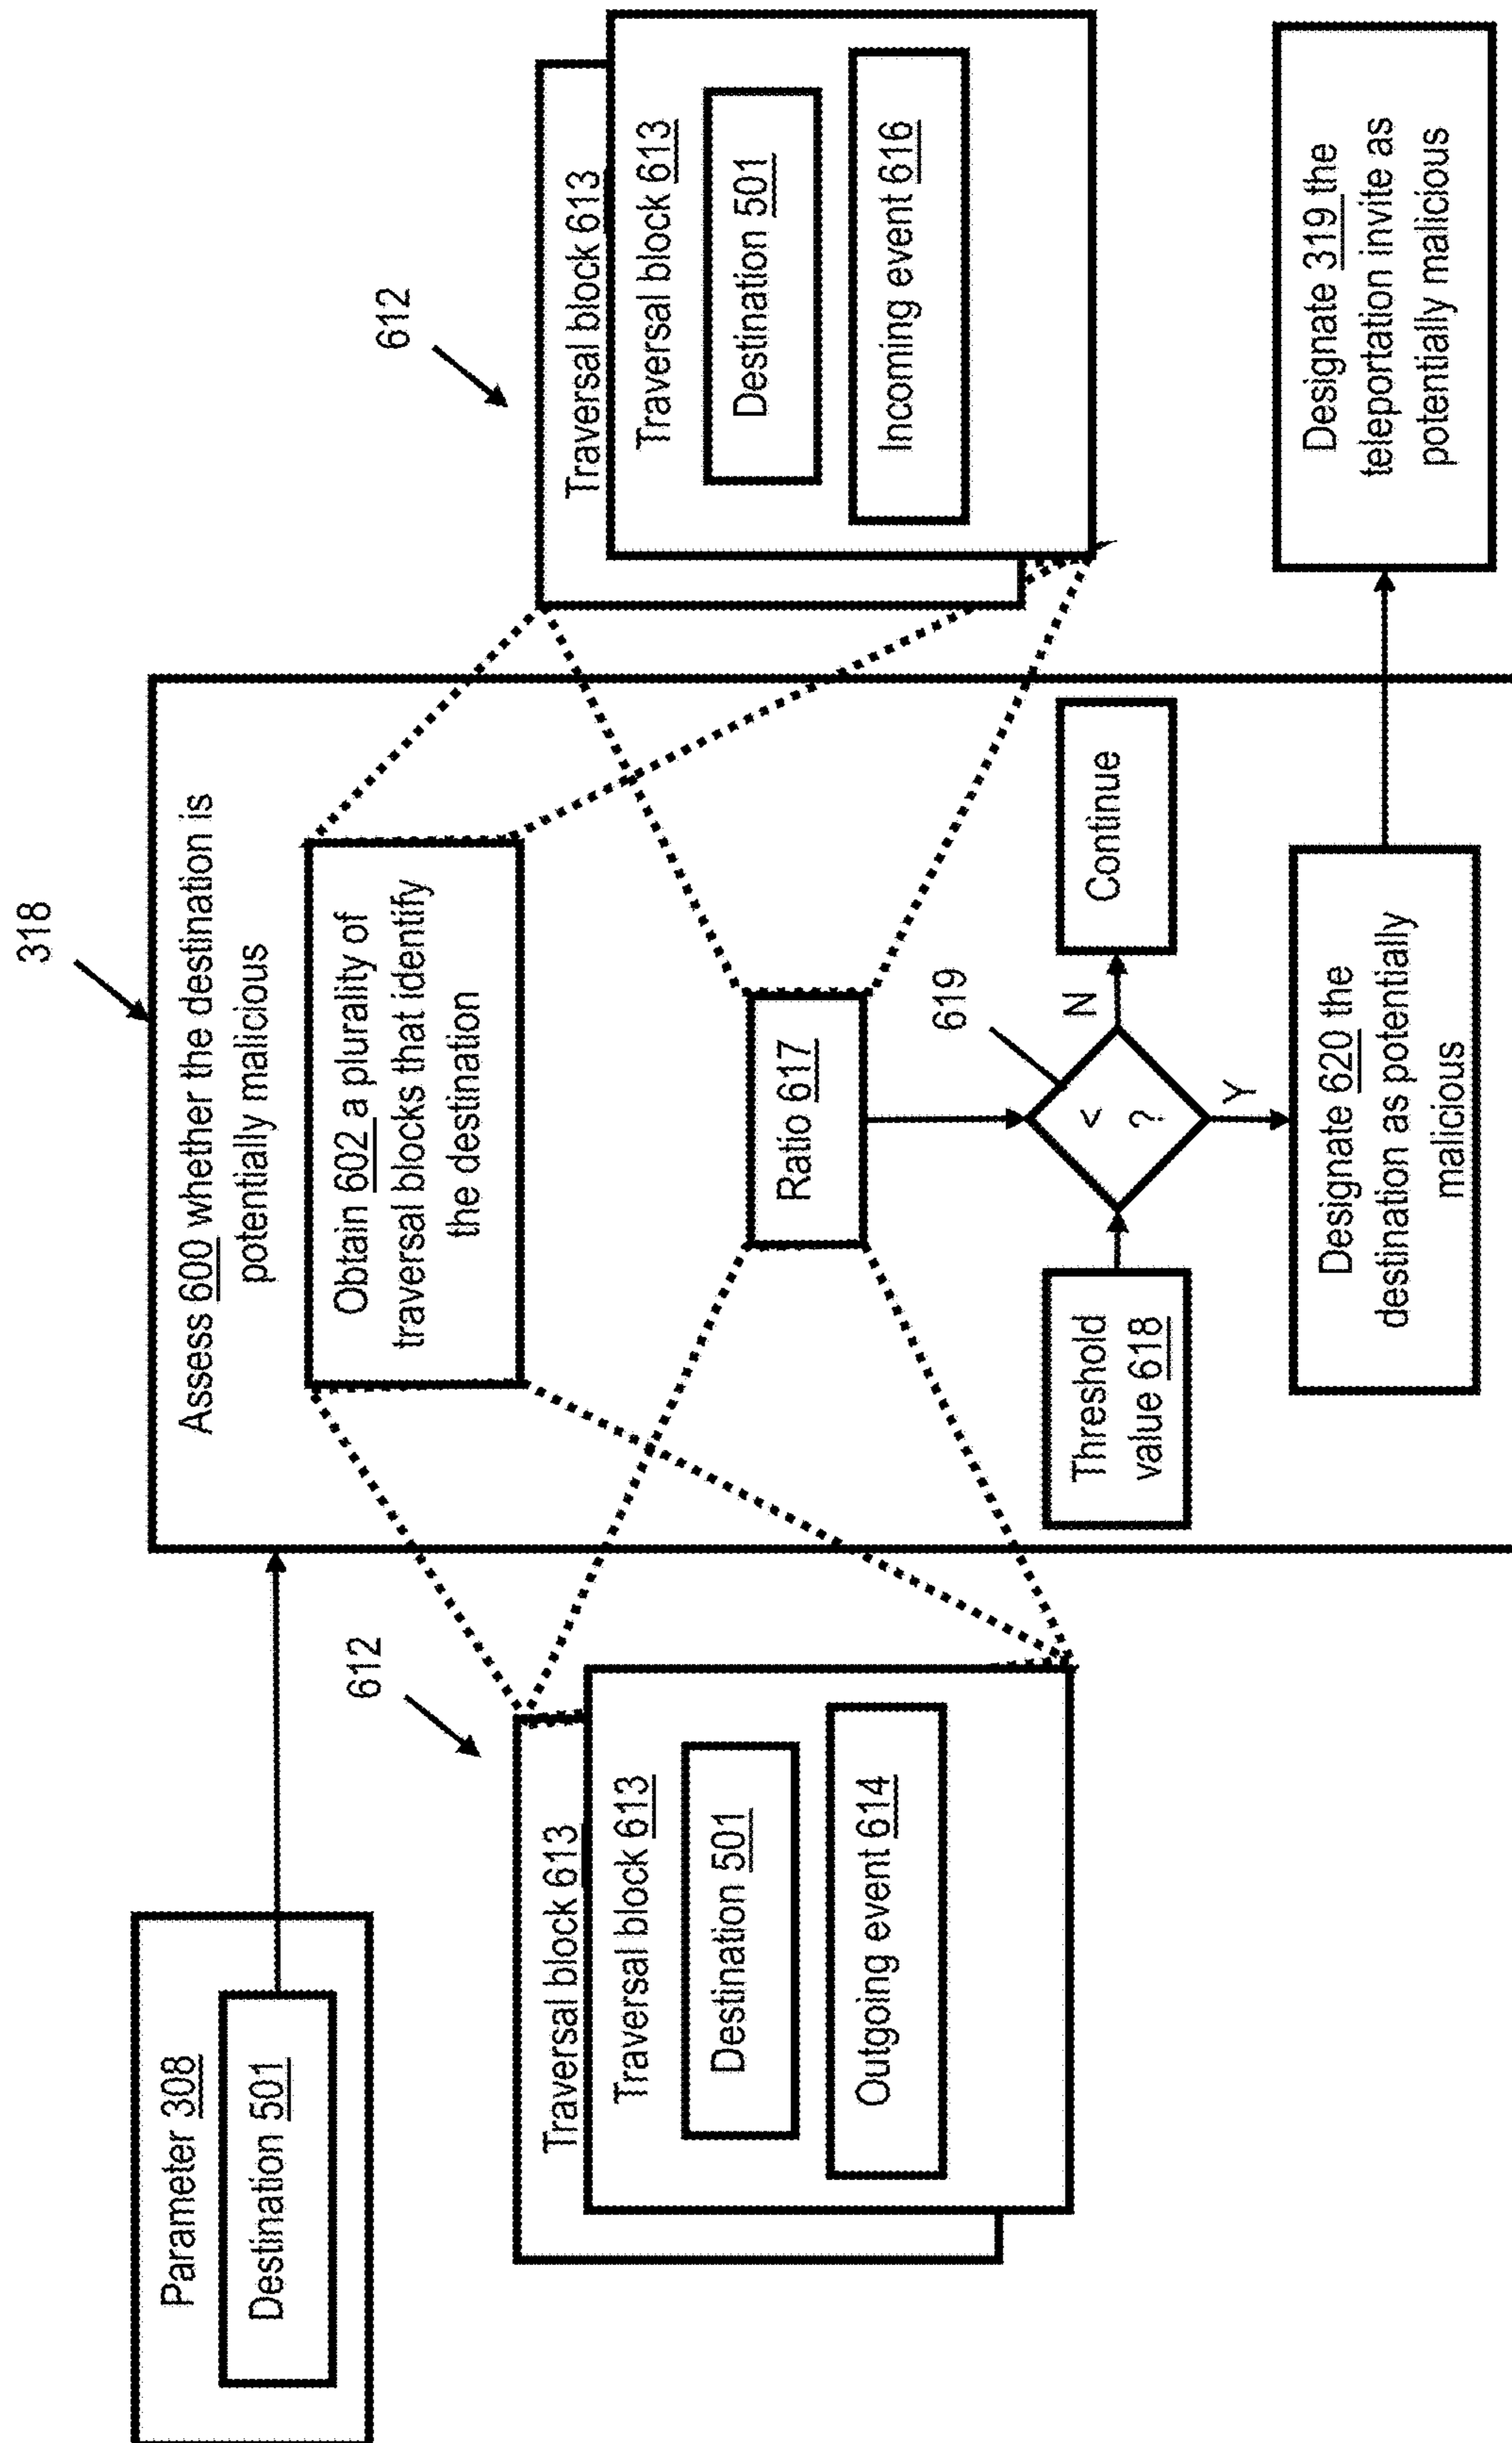 318
Parameter 308
Destination 501
Assess 600 whether the destination is
potentially malicious
Obtain 602 a plurality of
traversal blocks that identify
the destination
612
Traversal block 613
Traversal block 613
Destination 501
Outgoing event 614
612
Traversal block 613
Traversal block 613
Destination 501
Incoming event 616
Ratio 617
619
Threshold
value 618
<
?
N
Continue
Y
Designate 620 the
destination as potentially
malicious
Designate 319 the
teleportation invite as
potentially malicious